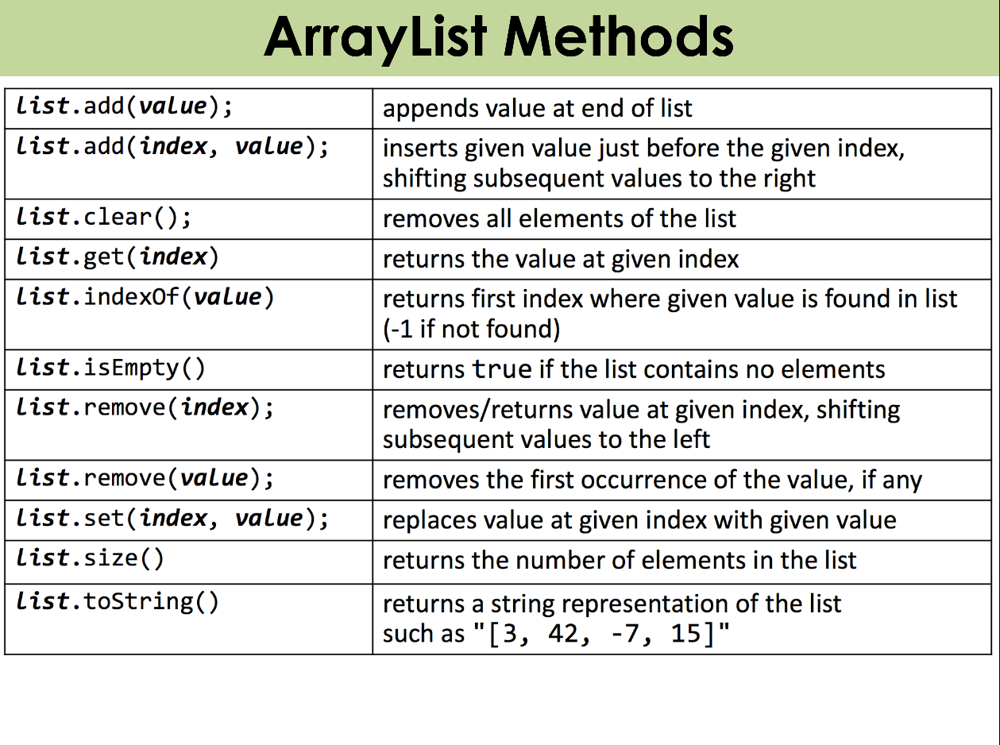 ArrayList Methods
list.add(value);
appends value at end of list
list.add(index, value);
inserts given value just before the given index,
shifting subsequent values to the right
list.clear();
removes all elements of the list
list.get(index)
returns the value at given index
list.indexOf(value)
returns first index where given value is found in list
(-1 if not found)
list.isEmpty()
returns true if the list contains no elements
list.remove(index);
removes/returns value at given index, shifting
subsequent values to the left
list.remove(value);
removes the first occurrence of the value, if any
list.set(index, value);
replaces value at given index with given value
list.size()
returns the number of elements in the list
list.toString()
returns a string representation of the list
such as "[3, 42, -7, 15]"